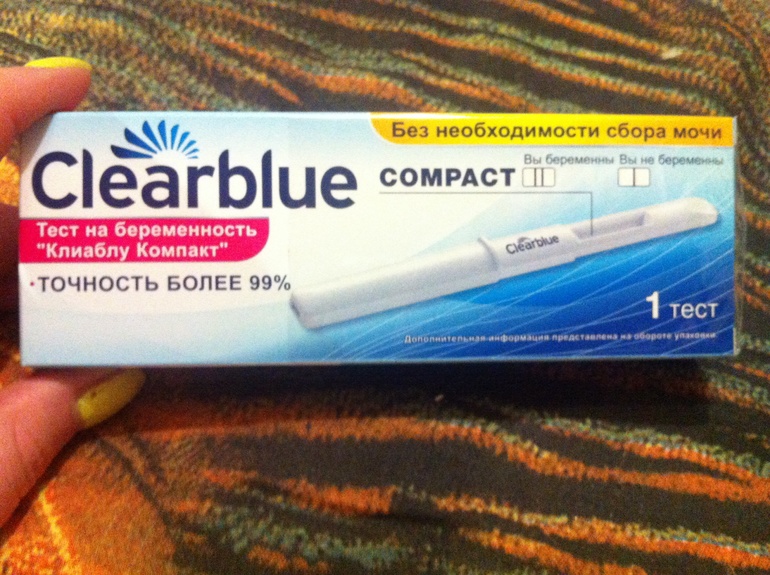 Без необходимости сбора мочи
Clearblue
COMPACT
Вы беременны Вы не беременны
Тест на беременность
"Клиаблу Компакт"
·ТОЧНОСТЬ БОЛЕЕ 99%
Clearblue
1 тест
Дополнительная информация представлена на обороте упаковки.